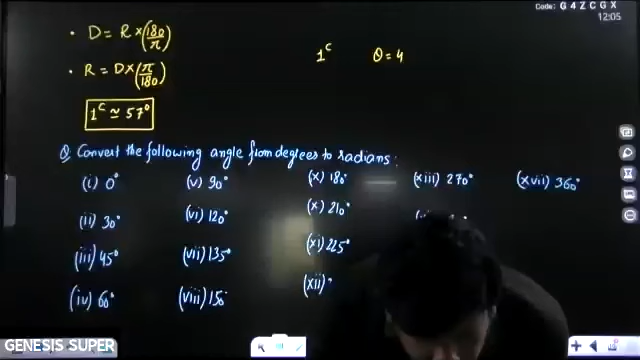 Code: G 4 Z C G X
12:05
• D = R × (180/π)
1ᶜ θ = 4
• R = D × (π/180)
1ᶜ ≃ 57°
Q Convert the following angle from degrees to radians:
(i) 0° (v) 90° (x) 180° (xiii) 270° (xvii) 360°
(ii) 30° (vi) 120° (x) 210°
(iii) 45° (vii) 135° (xi) 225°
(iv) 60° (viii) 150° (xii)
GENESIS SUPER